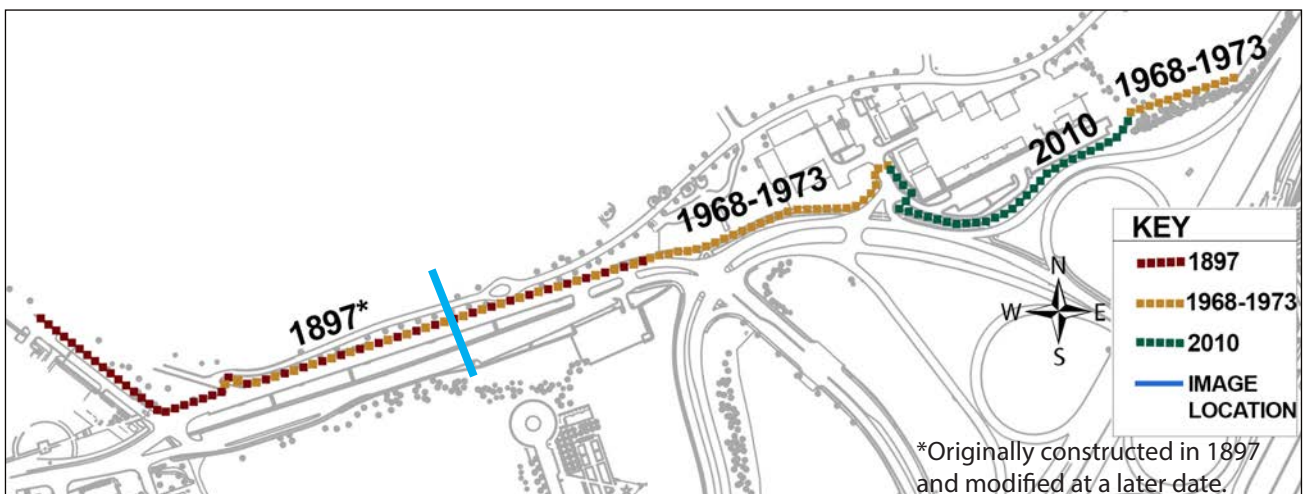 1968-1973
2010
1968-1973
1897*
KEY
1897
1968-1973
2010
IMAGE
LOCATION
N
W
E
S
*Originally constructed in 1897
and modified at a later date.